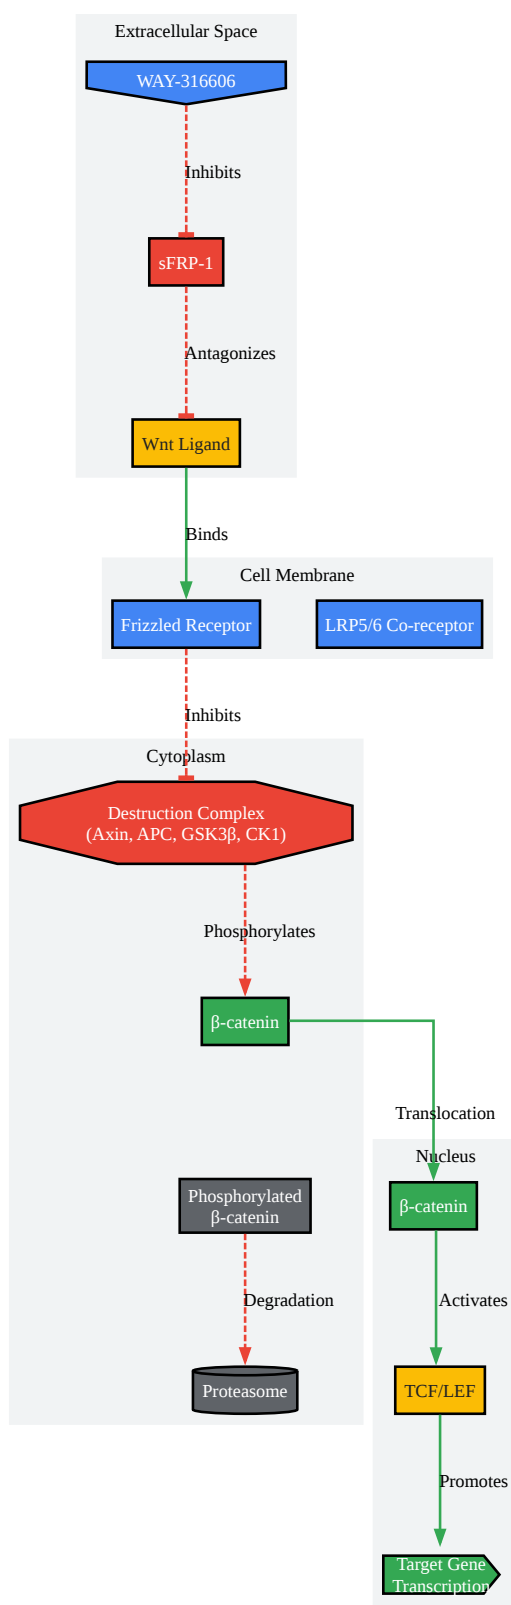 Extracellular Space
WAY-316606
Inhibits
sFRP-1
Antagonizes
Wnt Ligand
Binds
Cell Membrane
Frizzled Receptor
LRP5/6 Co-receptor
Inhibits
Cytoplasm
Destruction Complex
(Axin, APC, GSK3β, CK1)
Phosphorylates
β-catenin
Translocation
Nucleus
Phosphorylated
β-catenin
β-catenin
Degradation
Activates
Proteasome
TCF/LEF
Promotes
Target Gene
Transcription